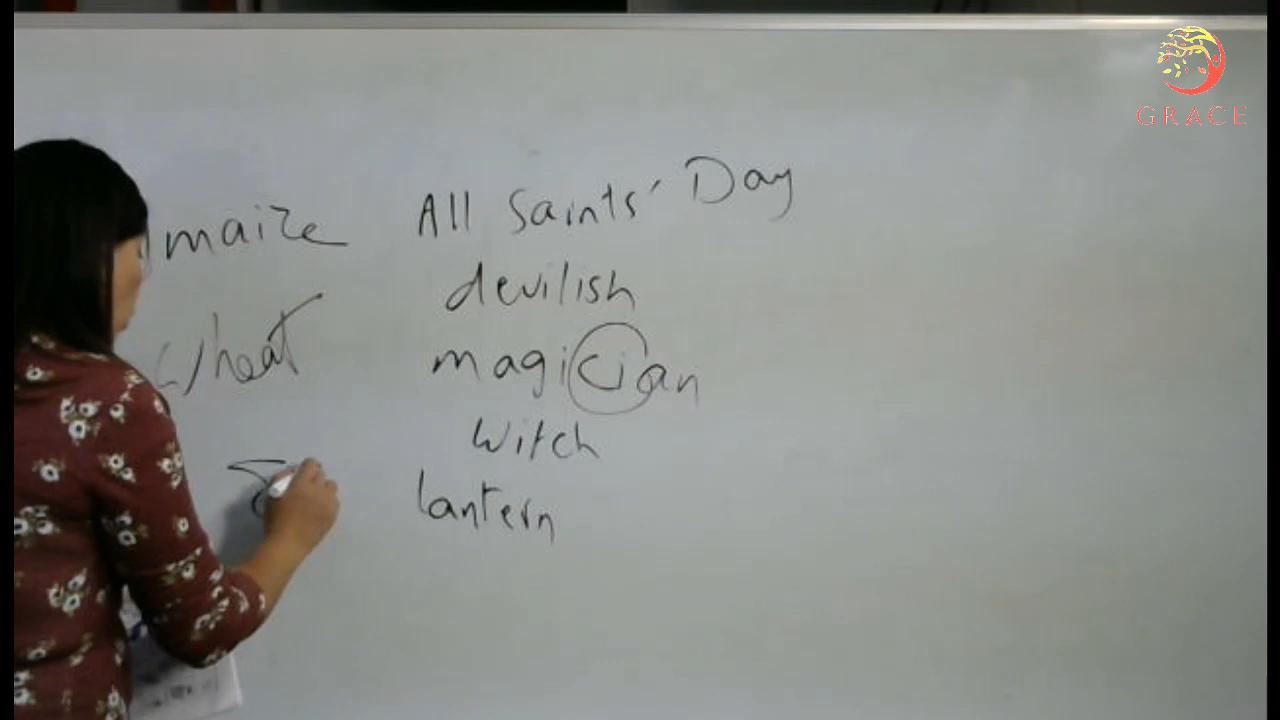 maize
wheat
All Saints' Day
devilish
magician
witch
lantern
GRACE